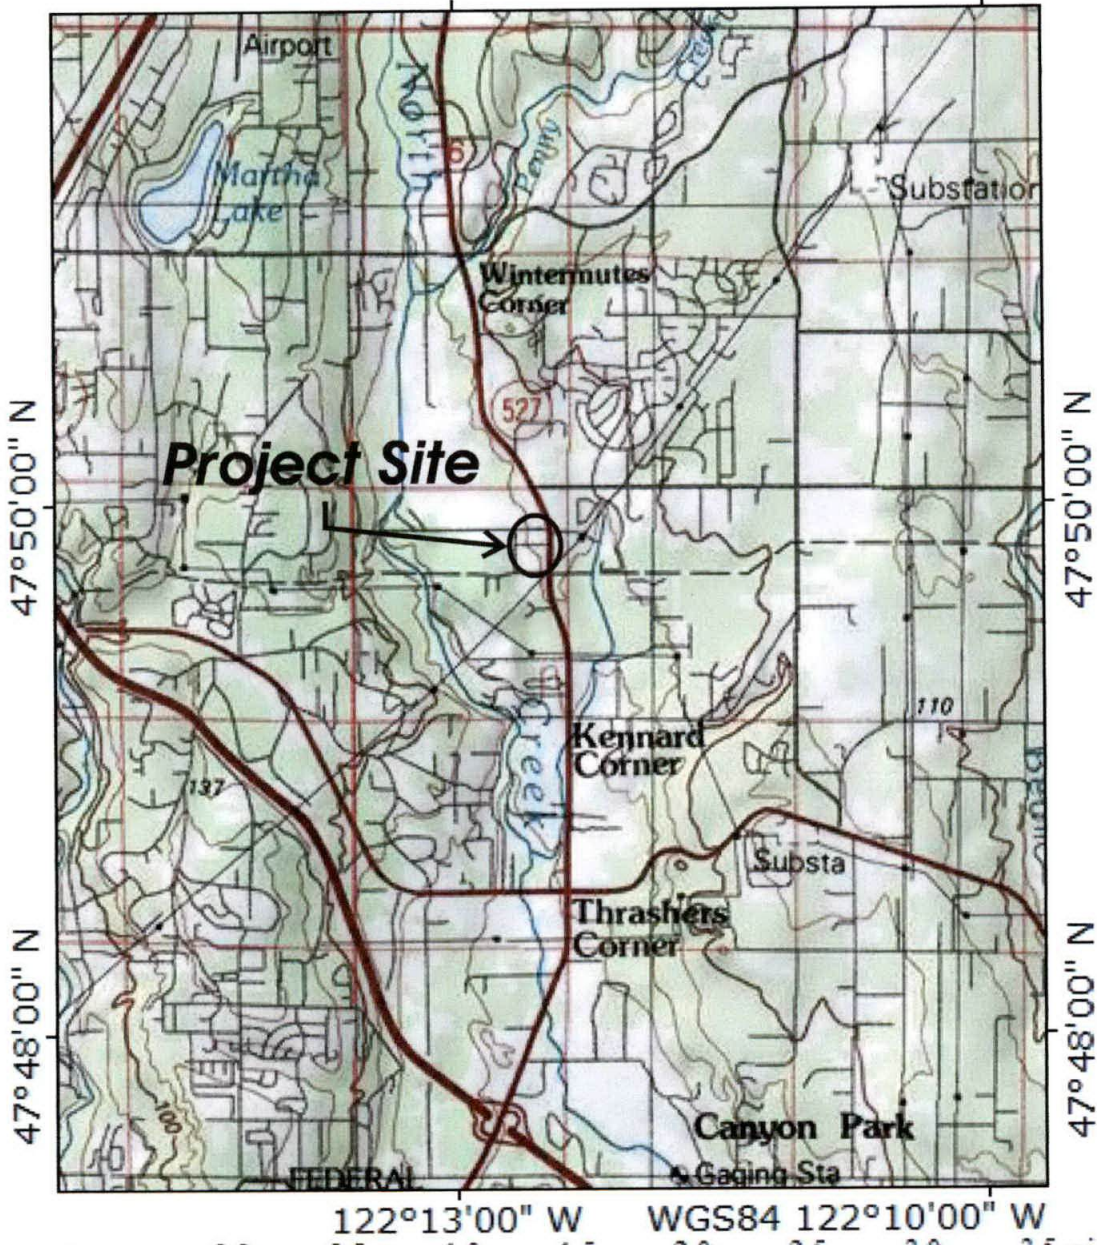 Airport
North
Creek
Penny
6
Martha
Lake
Substation
Wintermutes
Corner
527
Project Site
47°50'00" N
47°50'00" N
110
Kennard
Corner
Creek
137
Substa
Thrashers
Corner
47°48'00" N
47°48'00" N
100
Canyon Park
FEDERAL
Gaging Sta
122°13'00" W
WGS84 122°10'00" W